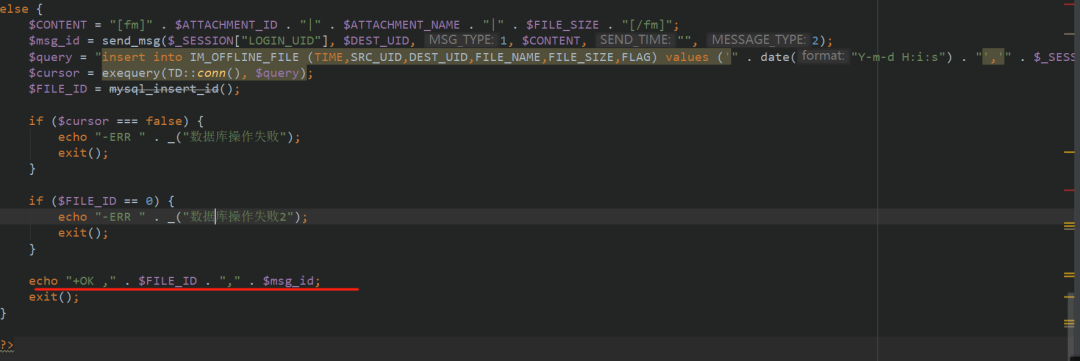 else {
$CONTENT = "[fm]" . $ATTACHMENT_ID . "|" . $ATTACHMENT_NAME . "|" . $FILE_SIZE . "[/fm]";
$msg_id = send_msg($_SESSION["LOGIN_UID"], $DEST_UID, MSG_TYPE: 1, $CONTENT, SEND_TIME: "", MESSAGE_TYPE: 2);
$query = "insert into IM_OFFLINE_FILE (TIME,SRC_UID,DEST_UID,FILE_NAME,FILE_SIZE,FLAG) values ('" . date( format: "Y-m-d H:i:s") . "','" . $_SESS
$cursor = exequery(TD::conn(), $query);
$FILE_ID = mysql_insert_id();
if ($cursor === false) {
echo "-ERR " . _("数据库操作失败");
exit();
}
if ($FILE_ID == 0) {
echo "-ERR " . _("数据库操作失败2");
exit();
}
echo "+OK ," . $FILE_ID . "," . $msg_id;
exit();
}
?>